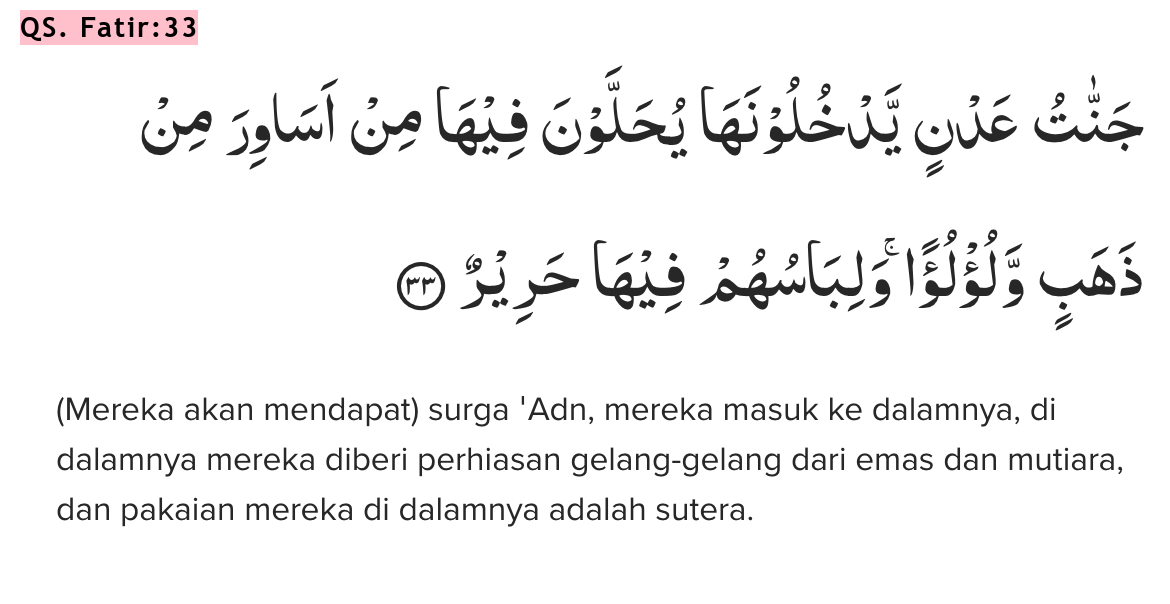 QS. Fatir:33
جَنّٰتُ عَدْنٍ يَّدْخُلُوْنَهَا يُحَلَّوْنَ فِيْهَا مِنْ اَسَاوِرَ مِنْ
ذَهَبٍ وَّلُؤْلُؤًا ۚوَلِبَاسُهُمْ فِيْهَا حَرِيْرٌ ٣٣
(Mereka akan mendapat) surga 'Adn, mereka masuk ke dalamnya, di
dalamnya mereka diberi perhiasan gelang-gelang dari emas dan mutiara,
dan pakaian mereka di dalamnya adalah sutera.